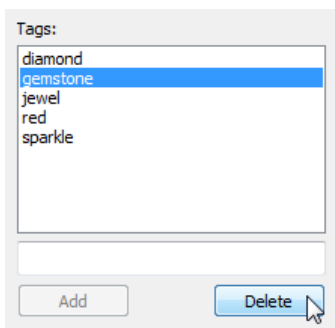 Tags:
diamond
gemstone
jewel
red
sparkle
Add Delete